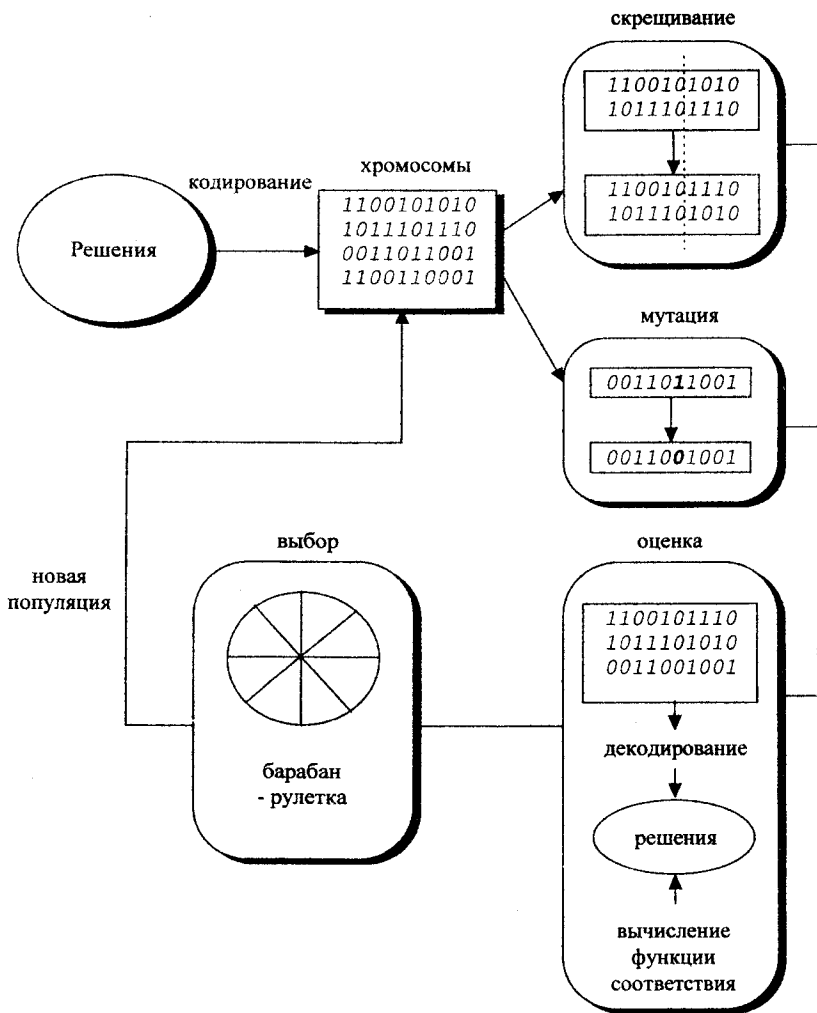 скрещивание
1100101010
1011101110
1100101110
1011101010
хромосомы
кодирование
1100101010
1011101110
0011011001
1100110001
Решения
мутация
0011011001
0011001001
выбор
оценка
новая
популяция
1100101110
1011101010
0011001001
декодирование
барабан
- рулетка
решения
вычисление
функции
соответствия